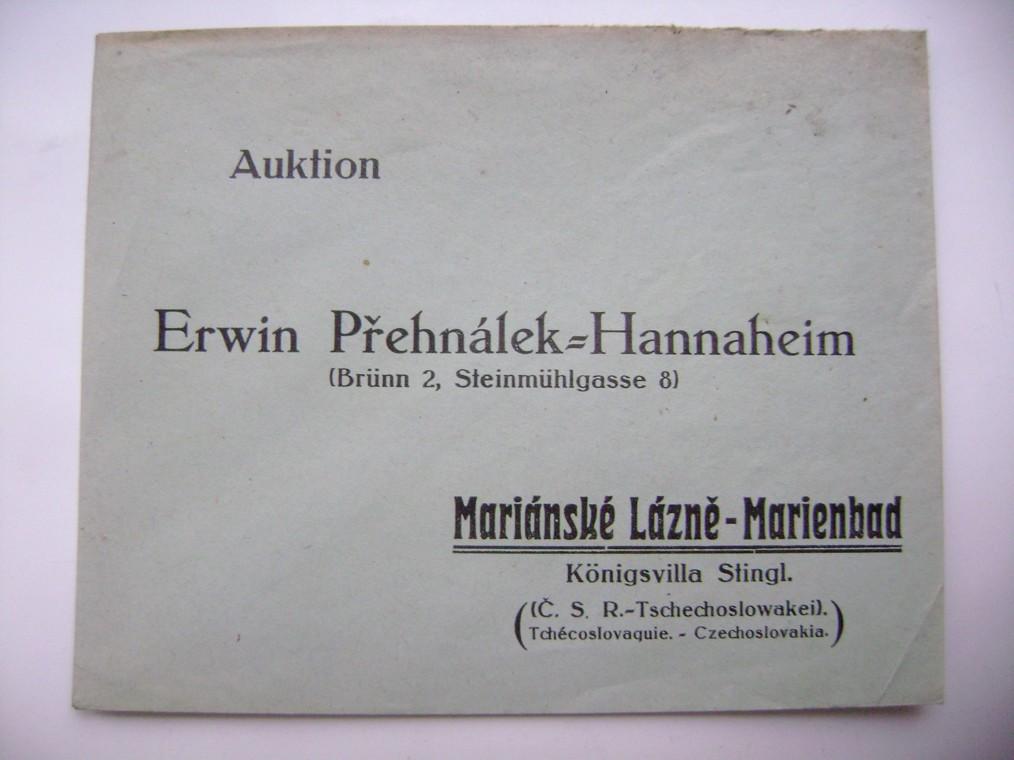 Auktion
Erwin Přehnálek=Hannaheim
(Brünn 2, Steinmühlgasse 8)
Mariánské Lázně - Marienbad
Königsvilla Stingl.
(Č. S. R.-Tschechoslowakei).
(Tchécoslovaquie. - Czechoslovakia.)